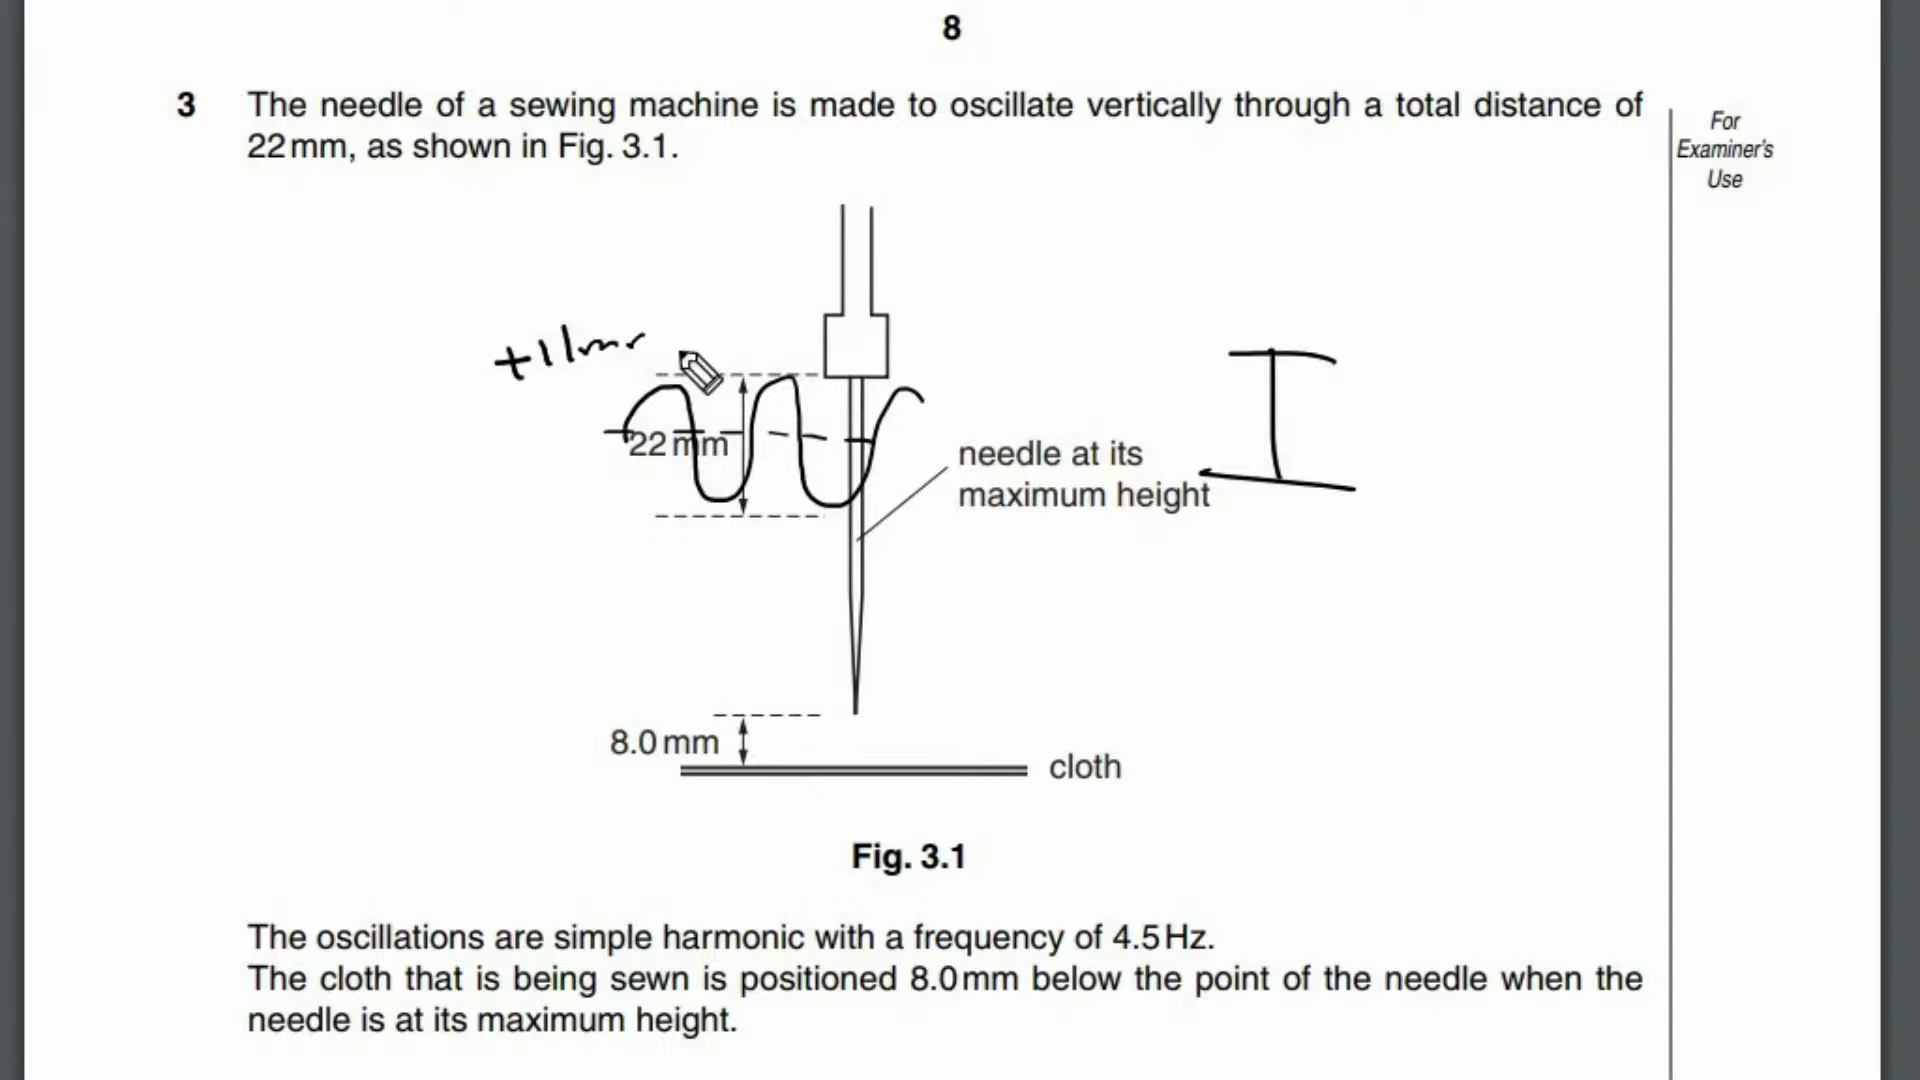 8
3 The needle of a sewing machine is made to oscillate vertically through a total distance of
22 mm, as shown in Fig. 3.1.
For
Examiner's
Use
+11mm
22 mm
needle at its
maximum height
8.0 mm
cloth
Fig. 3.1
The oscillations are simple harmonic with a frequency of 4.5 Hz.
The cloth that is being sewn is positioned 8.0 mm below the point of the needle when the
needle is at its maximum height.